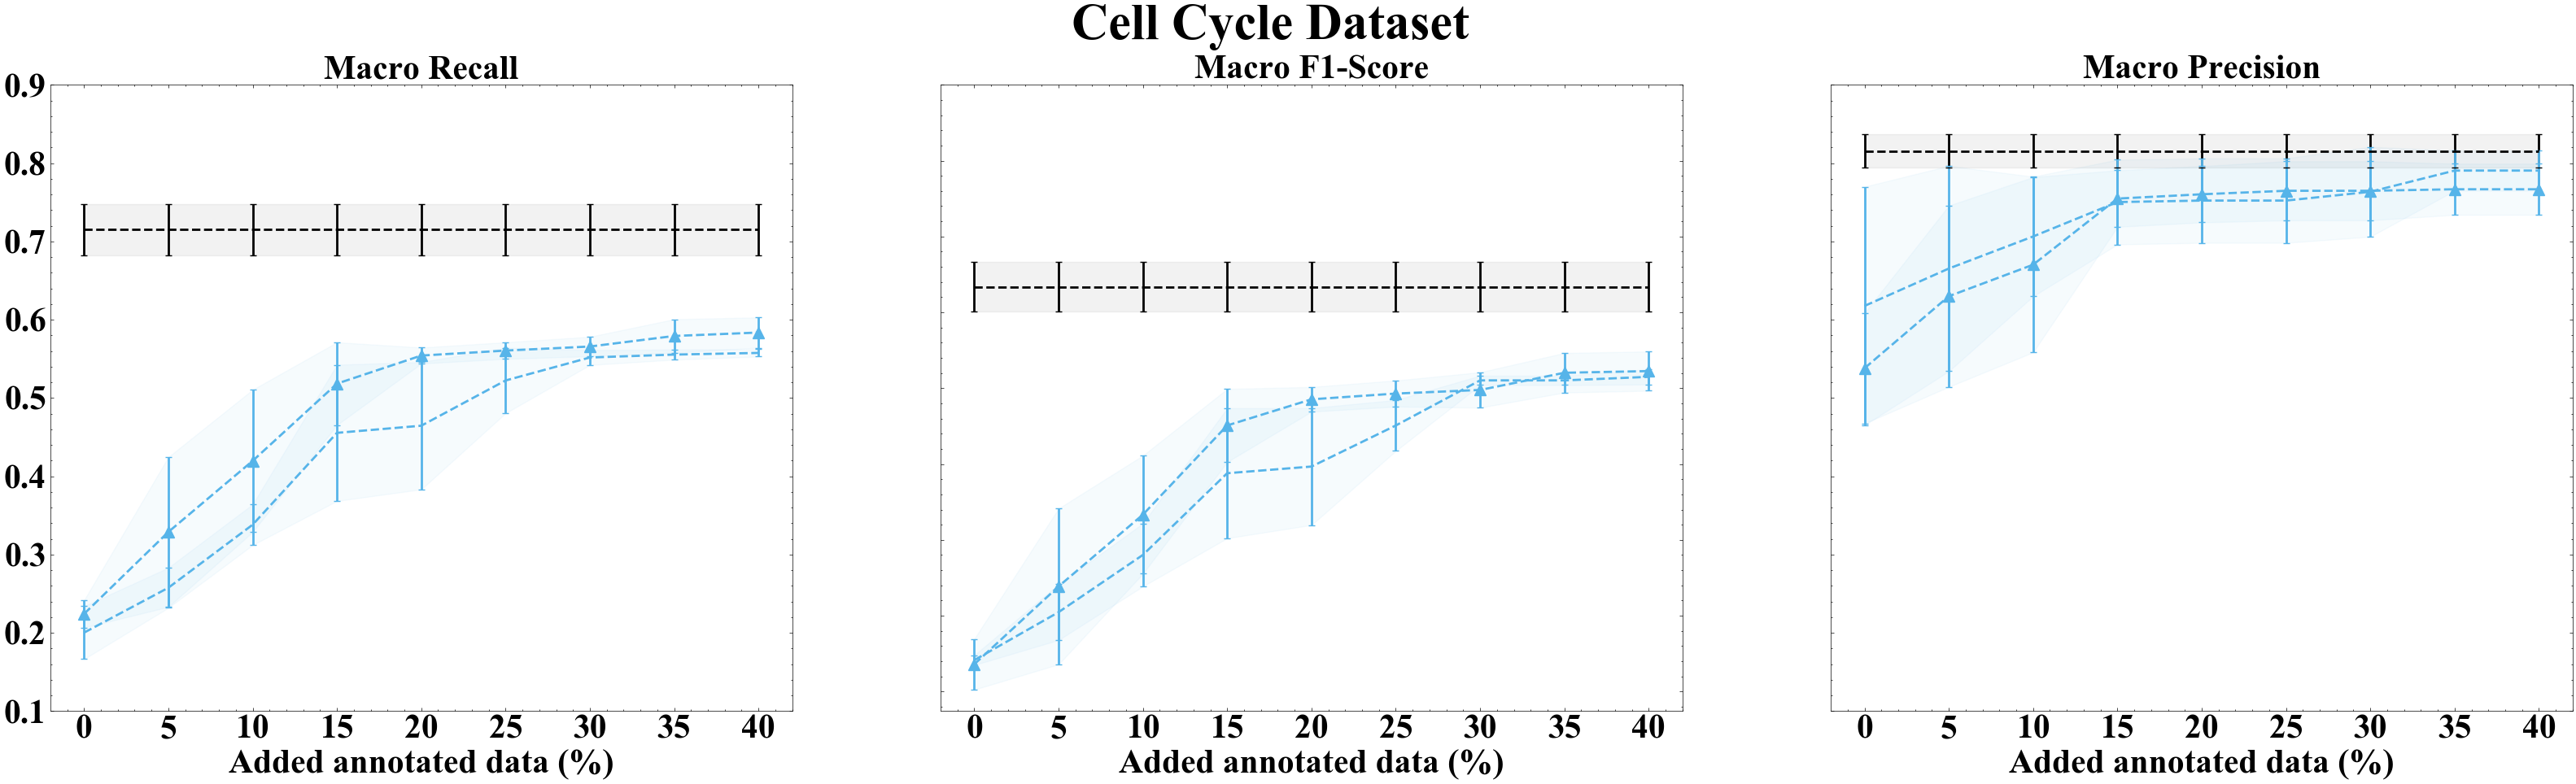 Cell Cycle Dataset
Macro Recall
0.9
0.8
0.7
0.6
0.5
0.4
0.3
0.2
0.1
0 5 10 15 20 25 30 35 40
Added annotated data (%)
Macro F1-Score
0 5 10 15 20 25 30 35 40
Added annotated data (%)
Macro Precision
0 5 10 15 20 25 30 35 40
Added annotated data (%)